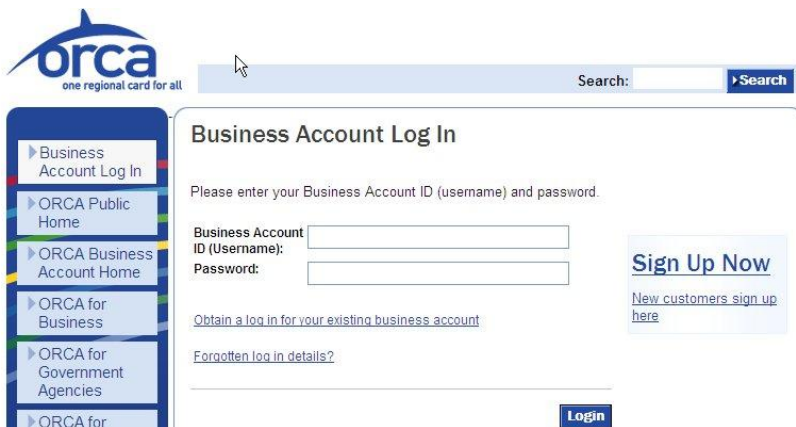 orca
one regional card for all
Search:
Search
Business Account Log In
Business
Account Log In
ORCA Public
Home
ORCA Business
Account Home
ORCA for
Business
ORCA for
Government
Agencies
ORCA for
Please enter your Business Account ID (username) and password.
Business Account
ID (Username):
Password:
Obtain a log in for your existing business account
Forgotten log in details?
Login
Sign Up Now
New customers sign up
here